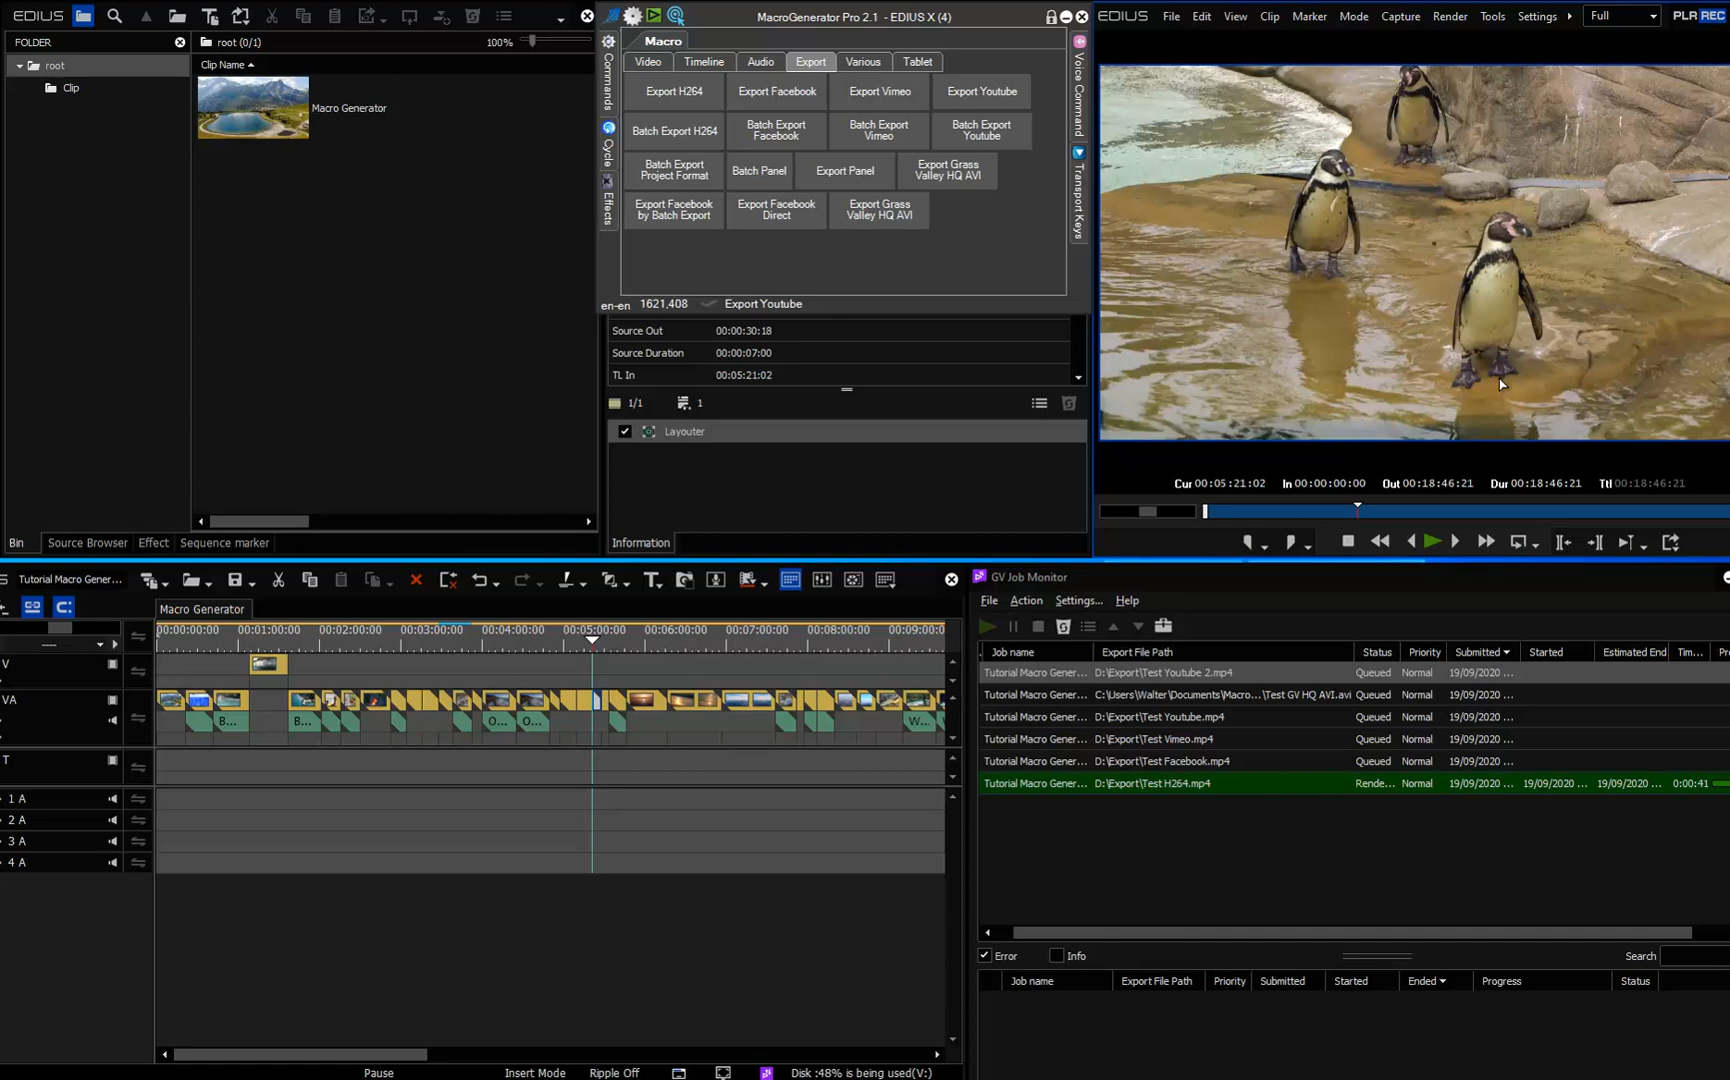 EDIUS
FOLDER
root (0/1)
100%
root
Clip
Clip Name
Macro Generator
Bin
Source Browser
Effect
Sequence marker
MacroGenerator Pro 2.1 - EDIUS X (4)
Macro
Video
Timeline
Audio
Export
Various
Tablet
Commands
Cycle
Effects
Voice Command
Transport Keys
Export H264
Export Facebook
Export Vimeo
Export Youtube
Batch Export H264
Batch Export Facebook
Batch Export Vimeo
Batch Export Youtube
Batch Export Project Format
Batch Panel
Export Panel
Export Grass Valley HQ AVI
Export Facebook by Batch Export
Export Facebook Direct
Export Grass Valley HQ AVI
en-en 1621,408 Export Youtube
Source Out 00:00:30:18
Source Duration 00:00:07:00
TL In 00:05:21:02
1/1 1
Layouter
Information
EDIUS File Edit View Clip Marker Mode Capture Render Tools Settings Full PLR REC
Cur 00:05:21:02 In 00:00:00:00 Out 00:18:46:21 Dur 00:18:46:21 Ttl 00:18:46:21
Tutorial Macro Gener...
Macro Generator
00:00:00:00 00:01:00:00 00:02:00:00 00:03:00:00 00:04:00:00 00:05:00:00 00:06:00:00 00:07:00:00 00:08:00:00 00:09:00:0
V
VA
B... B... O... O... W...
T
1 A
2 A
3 A
4 A
Pause Insert Mode Ripple Off Disk :48% is being used(V:)
GV Job Monitor
File Action Settings... Help
Job name Export File Path Status Priority Submitted Started Estimated End Tim... Pr
Tutorial Macro Gener... D:\Export\Test Youtube 2.mp4 Queued Normal 19/09/2020 ...
Tutorial Macro Gener... C:\Users\Walter\Documents\Macro...\Test GV HQ AVI.avi Queued Normal 19/09/2020 ...
Tutorial Macro Gener... D:\Export\Test Youtube.mp4 Queued Normal 19/09/2020 ...
Tutorial Macro Gener... D:\Export\Test Vimeo.mp4 Queued Normal 19/09/2020 ...
Tutorial Macro Gener... D:\Export\Test Facebook.mp4 Queued Normal 19/09/2020 ...
Tutorial Macro Gener... D:\Export\Test H264.mp4 Rende... Normal 19/09/2020 ... 19/09/2020 ... 19/09/2020 ... 0:00:41
Error Info Search
Job name Export File Path Priority Submitted Started Ended Progress Status